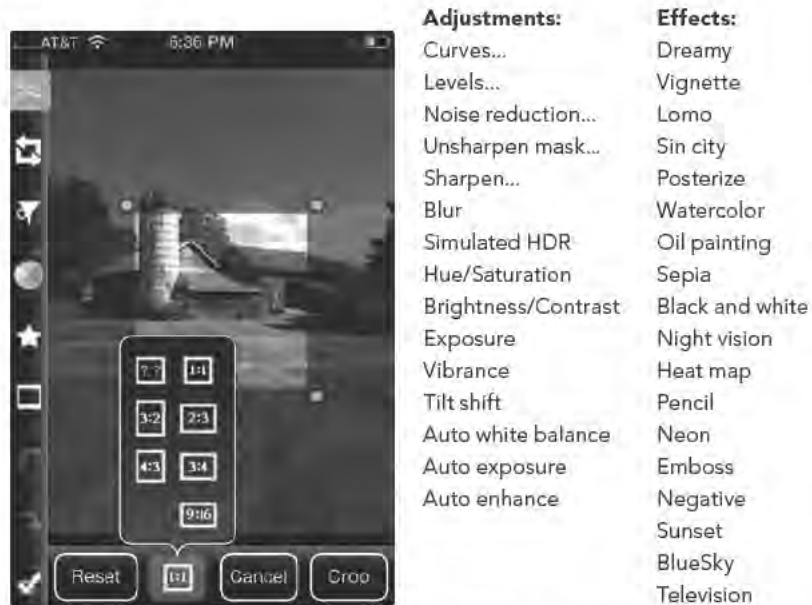 AT&T 6:36 PM
?:?
1:1
3:2
2:3
4:3
3:4
9:16
Reset
1:1
Cancel
Crop
Adjustments:
Curves...
Levels...
Noise reduction...
Unsharpen mask...
Sharpen...
Blur
Simulated HDR
Hue/Saturation
Brightness/Contrast
Exposure
Vibrance
Tilt shift
Auto white balance
Auto exposure
Auto enhance
Effects:
Dreamy
Vignette
Lomo
Sin city
Posterize
Watercolor
Oil painting
Sepia
Black and white
Night vision
Heat map
Pencil
Neon
Emboss
Negative
Sunset
BlueSky
Television